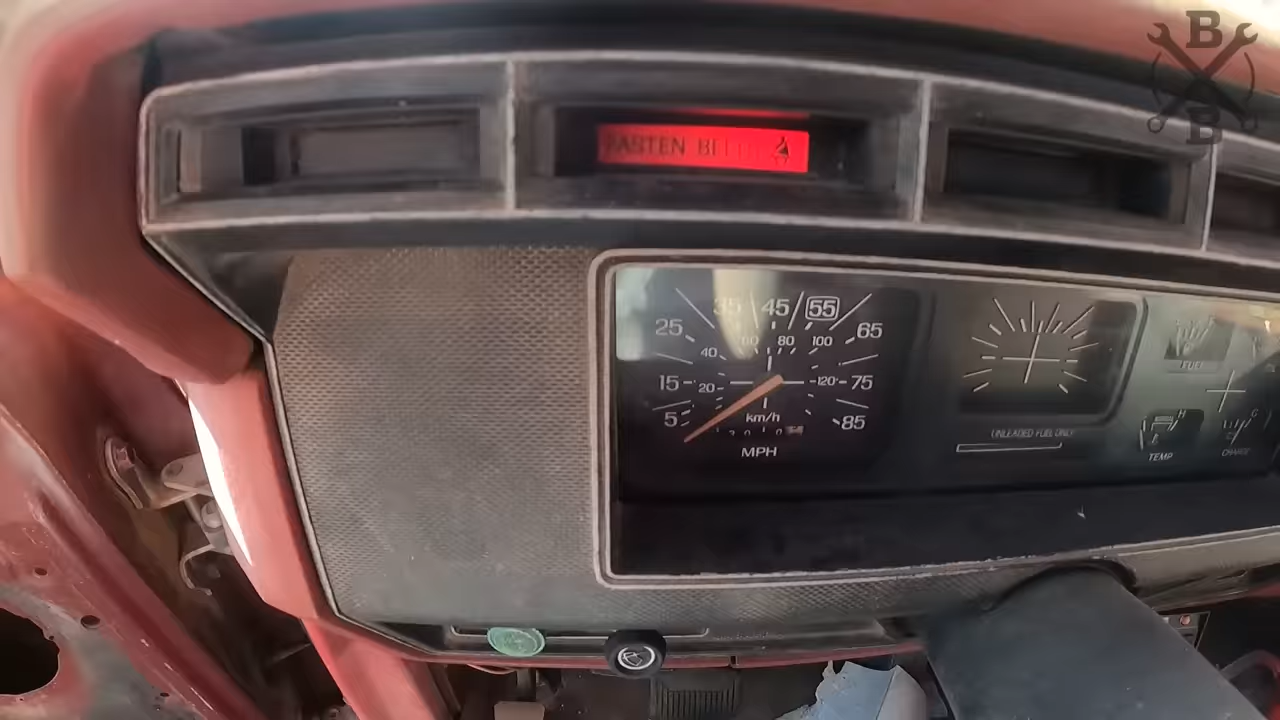 B
B
FASTEN BELT
35 45 55
25 65
60 80 100
40
15 20 120 75
5 85
km/h
MPH
UNLEADED FUEL ONLY
FUEL
H
C
TEMP
CHARGE